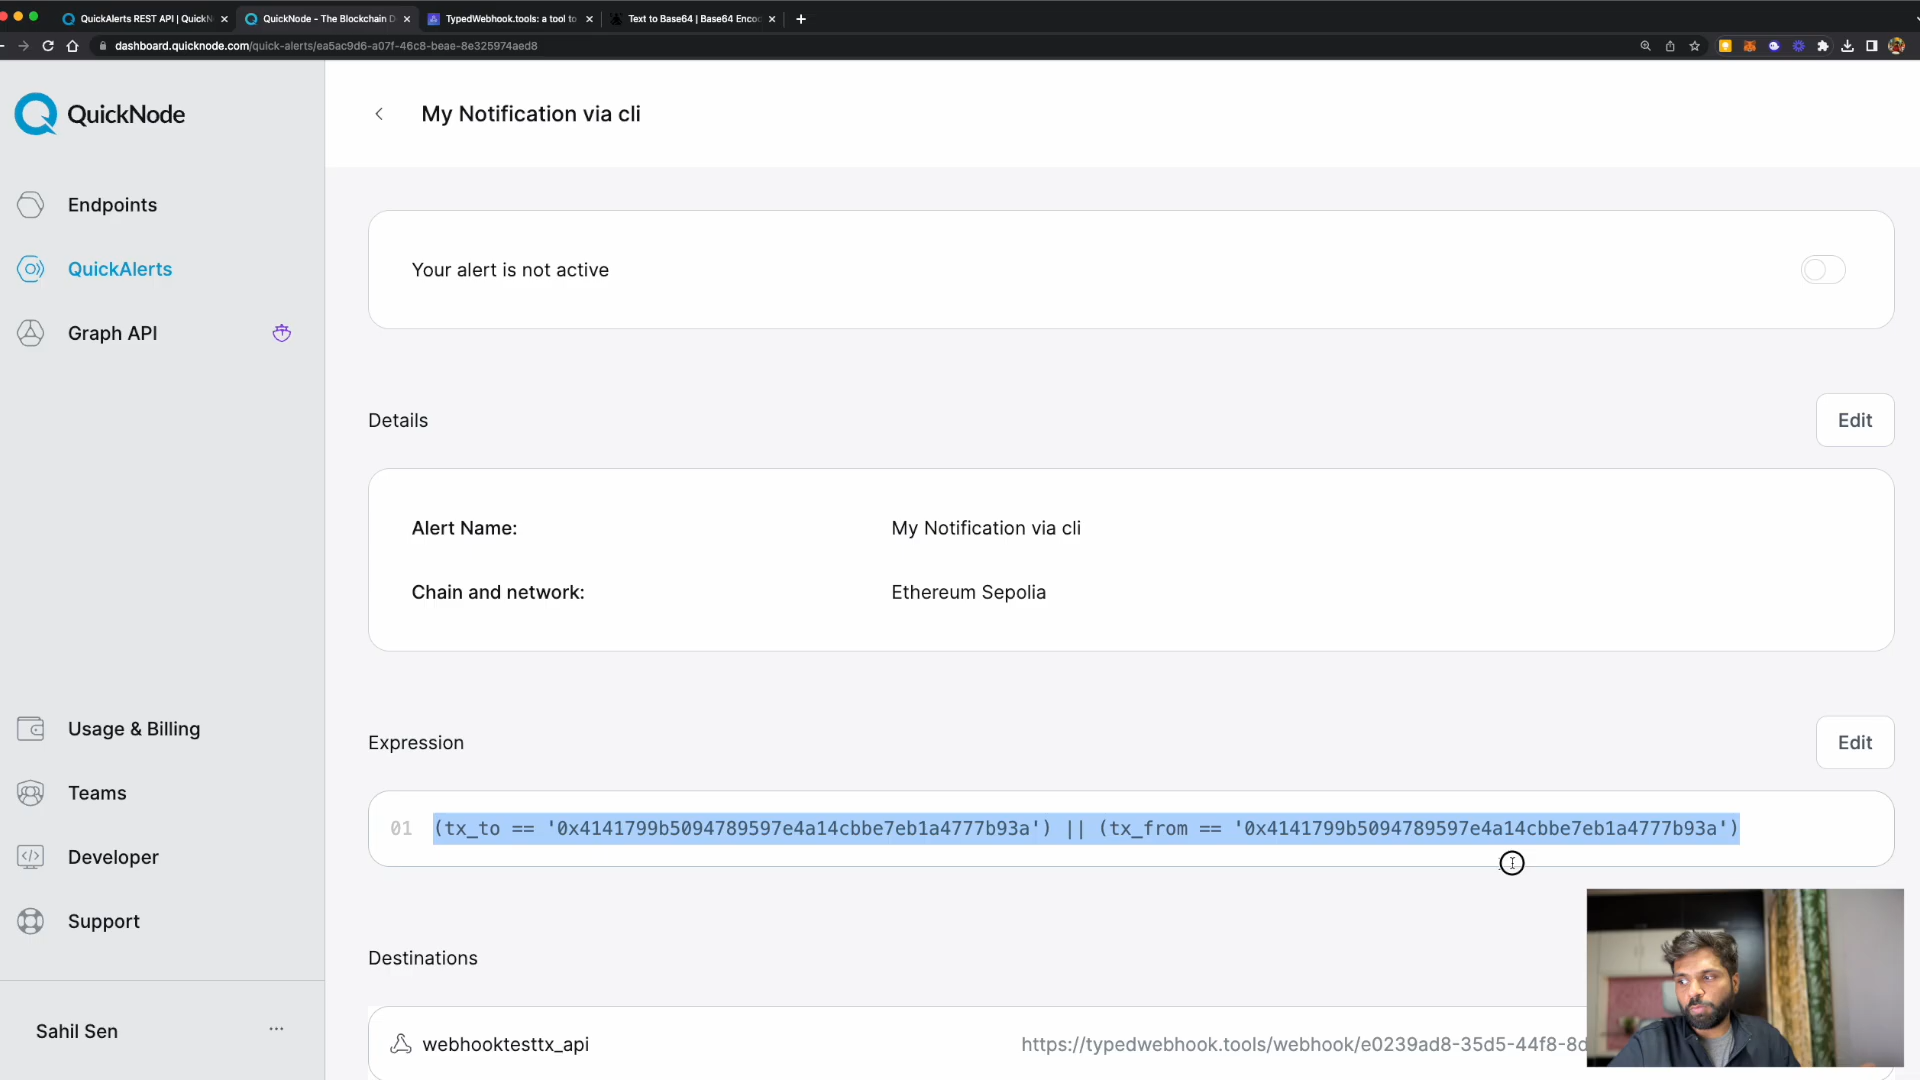 QuickAlerts REST API | QuickN
QuickNode - The Blockchain D
TypedWebhook.tools: a tool to
Text to Base64 | Base64 Enco
dashboard.quicknode.com/quick-alerts/ea5ac9d6-a07f-46c8-beae-8e325974aed8
QuickNode
My Notification via cli
Endpoints
QuickAlerts
Graph API
Your alert is not active
Details
Edit
Alert Name:
My Notification via cli
Chain and network:
Ethereum Sepolia
Expression
Edit
01 (tx_to == '0x4141799b5094789597e4a14cbbe7eb1a4777b93a') || (tx_from == '0x4141799b5094789597e4a14cbbe7eb1a4777b93a')
Usage & Billing
Teams
Developer
Support
Destinations
webhooktesttx_api
https://typedwebhook.tools/webhook/e0239ad8-35d5-44f8-8d
Sahil Sen